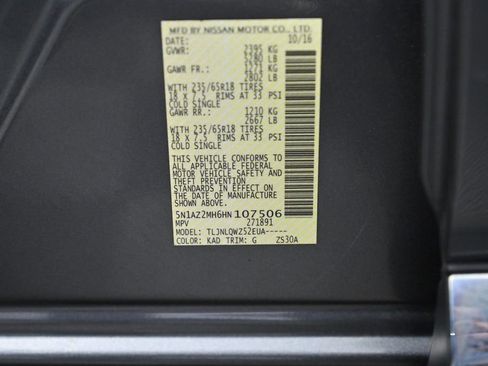 MFD BY NISSAN MOTOR CO., LTD.
DATE: 10/16
GVWR: 2395 KG
5280 LB
GAWR FR.: 1271 KG
2802 LB
WITH 235/65R18 TIRES
18 x 7.5 RIMS AT 33 PSI
COLD SINGLE
GAWR RR.: 1210 KG
2667 LB
WITH 235/65R18 TIRES
18 x 7.5 RIMS AT 33 PSI
COLD SINGLE
THIS VEHICLE CONFORMS TO
ALL APPLICABLE FEDERAL
MOTOR VEHICLE SAFETY AND
THEFT PREVENTION
STANDARDS IN EFFECT ON
THE DATE OF MANUFACTURE
SHOWN ABOVE.
5N1AZ2MH6HN107506
MPV 271891
MODEL: TLJNLQWZ52EUA-----
COLOR: KAD TRIM: G ZS30A